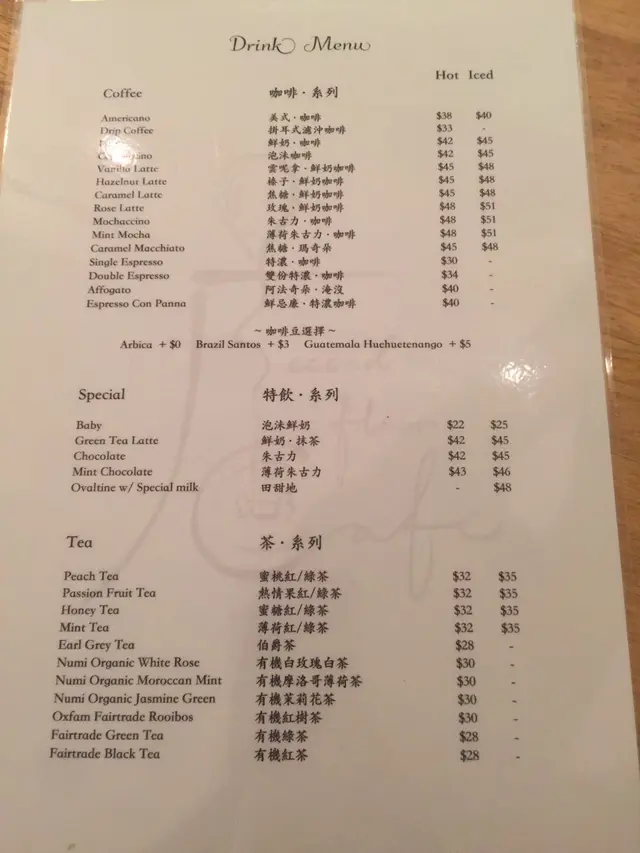 Drink Menu
Hot Iced
Coffee 咖啡·系列
Americano 美式·咖啡 $38 $40
Drip Coffee 掛耳式濾沖咖啡 $33 -
鮮奶·咖啡 $42 $45
泡沫咖啡 $42 $45
Vanilla Latte 雲呢拿·鮮奶咖啡 $45 $48
Hazelnut Latte 榛子·鮮奶咖啡 $45 $48
Caramel Latte 焦糖·鮮奶咖啡 $45 $48
Rose Latte 玫瑰·鮮奶咖啡 $48 $51
Mochaccino 朱古力·咖啡 $48 $51
Mint Mocha 薄荷朱古力·咖啡 $48 $51
Caramel Macchiato 焦糖·瑪奇朵 $45 $48
Single Espresso 特濃·咖啡 $30 -
Double Espresso 雙份特濃·咖啡 $34 -
Affogato 阿法奇朵·淹沒 $40 -
Espresso Con Panna 鮮忌廉·特濃咖啡 $40 -
~ 咖啡豆選擇 ~
Arbica + $0 Brazil Santos + $3 Guatemala Huehuetenango + $5
Special 特飲·系列
Baby 泡沫鮮奶 $22 $25
Green Tea Latte 鮮奶·抹茶 $42 $45
Chocolate 朱古力 $42 $45
Mint Chocolate 薄荷朱古力 $43 $46
Ovaltine w/ Special milk 田甜地 - $48
Tea 茶·系列
Peach Tea 蜜桃紅/綠茶 $32 $35
Passion Fruit Tea 熱情果紅/綠茶 $32 $35
Honey Tea 蜜糖紅/綠茶 $32 $35
Mint Tea 薄荷紅/綠茶 $32 $35
Earl Grey Tea 伯爵茶 $28 -
Numi Organic White Rose 有機白玫瑰白茶 $30 -
Numi Organic Moroccan Mint 有機摩洛哥薄荷茶 $30 -
Numi Organic Jasmine Green 有機茉莉花茶 $30 -
Oxfam Fairtrade Rooibos 有機紅樹茶 $30 -
Fairtrade Green Tea 有機綠茶 $28 -
Fairtrade Black Tea 有機紅茶 $28 -